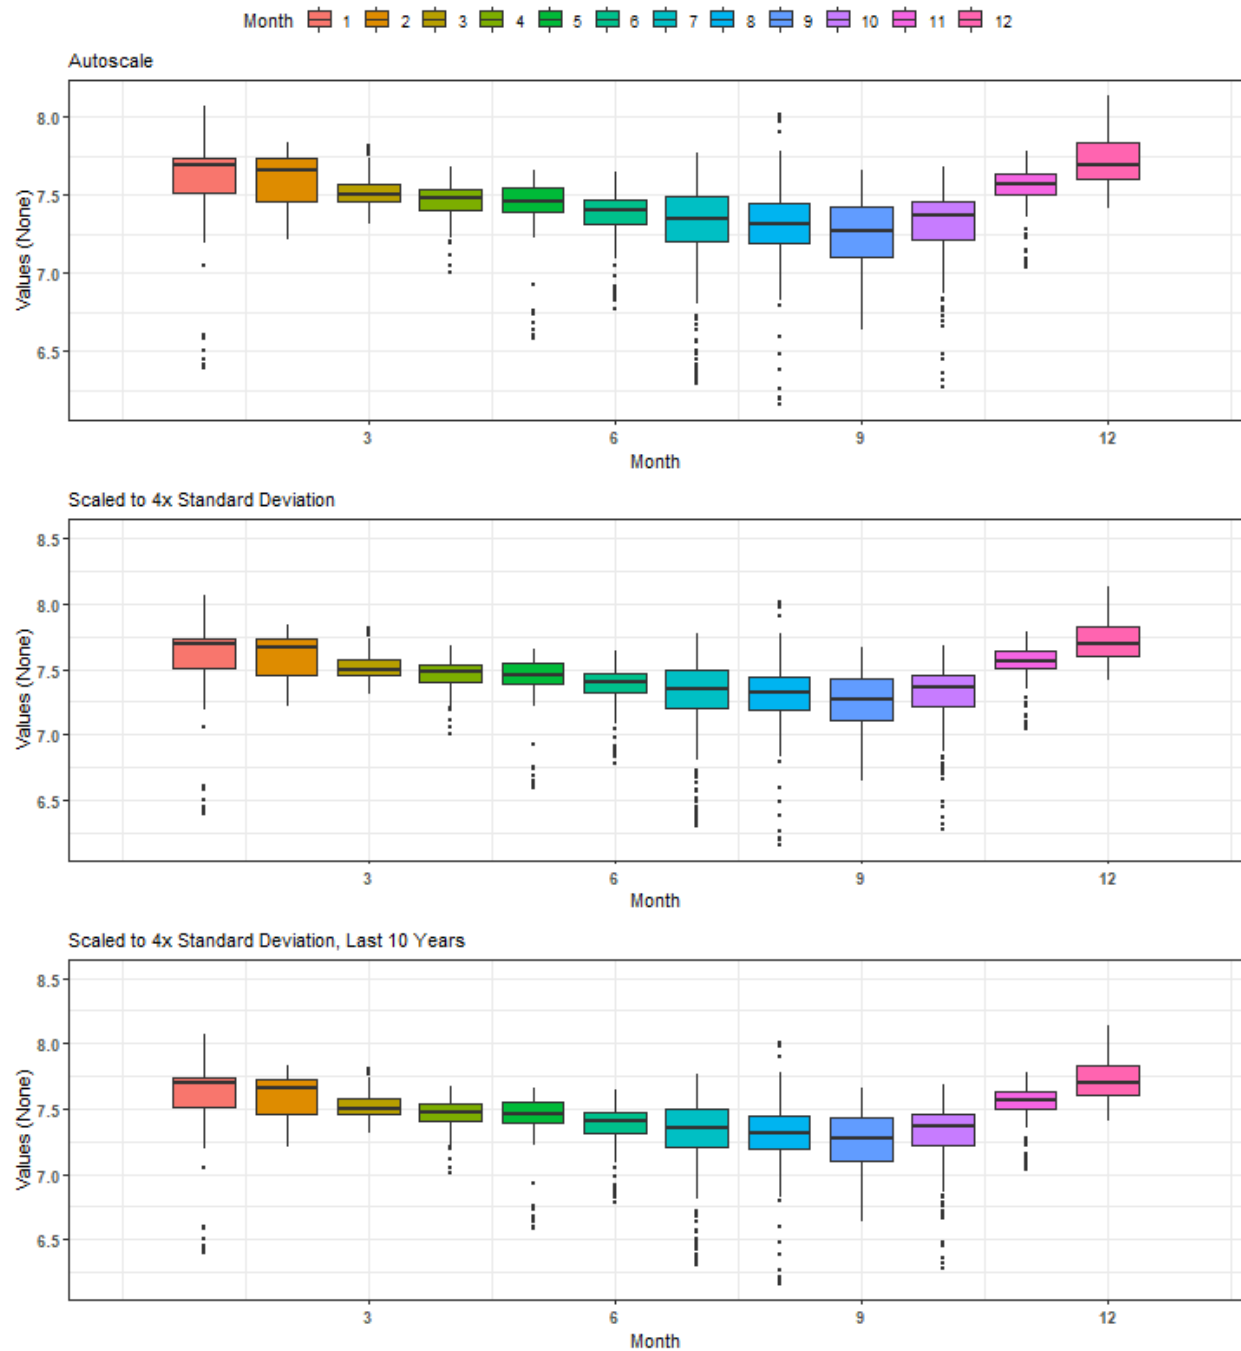 Month 1 2 3 4 5 6 7 8 9 10 11 12
Autoscale
Values (None)
8.0
7.5
7.0
6.5
3 6 9 12
Month
Scaled to 4x Standard Deviation
Values (None)
8.5
8.0
7.5
7.0
6.5
3 6 9 12
Month
Scaled to 4x Standard Deviation, Last 10 Years
Values (None)
8.5
8.0
7.5
7.0
6.5
3 6 9 12
Month